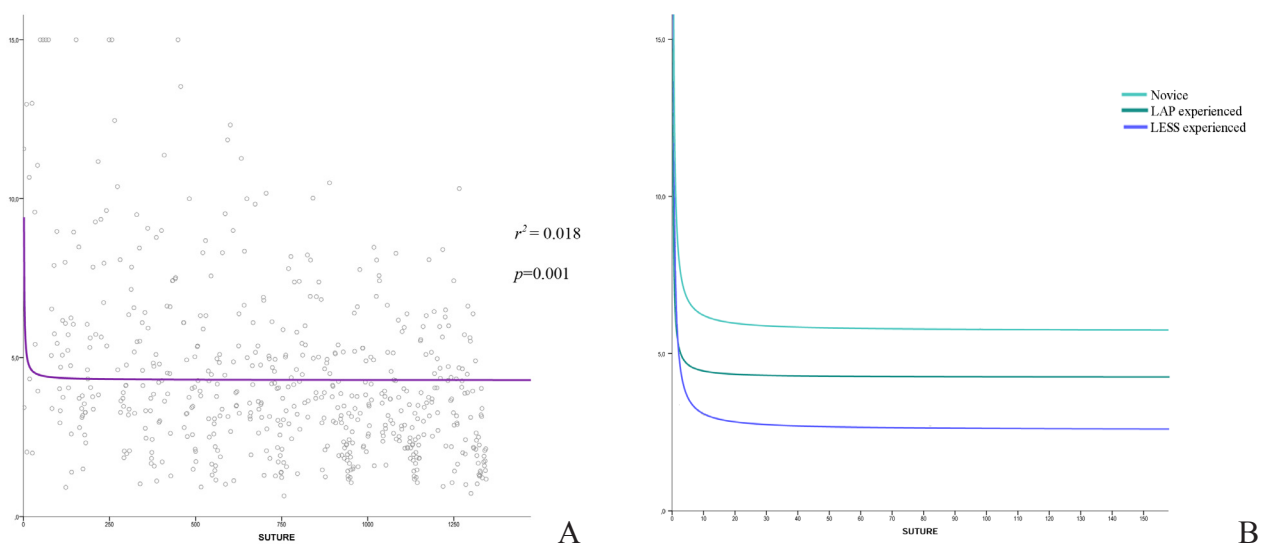 15,0
10,0
5,0
,0
0 250 500 750 1000 1250
SUTURE
r² = 0.018
p=0.001
A
15,0
10,0
5,0
,0
0 10 20 30 40 50 60 70 80 90 100 110 120 130 140 150
SUTURE
Novice
LAP experienced
LESS experienced
B